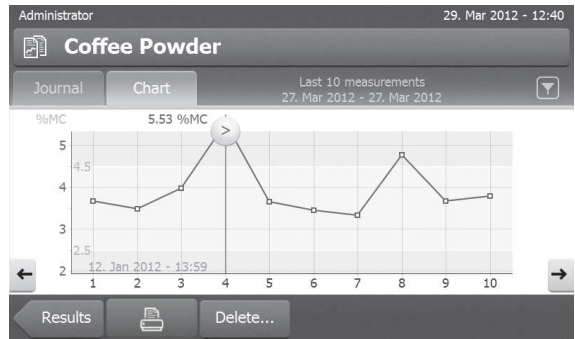 Administrator 29. Mar 2012 - 12:40
Coffee Powder
Journal Chart Last 10 measurements
27. Mar 2012 - 27. Mar 2012
%MC 5.53 %MC >
5
4.5
4
3
2.5
2 12. Jan 2012 - 13:59
1 2 3 4 5 6 7 8 9 10
Results Delete...